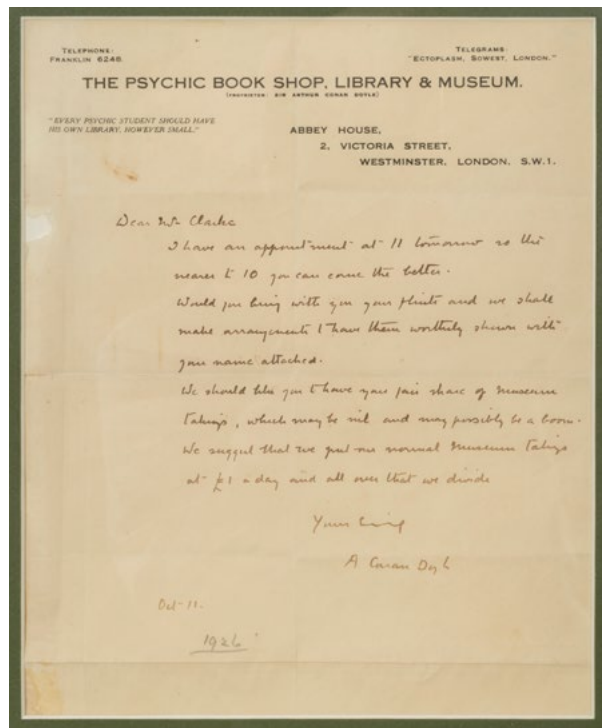 TELEPHONE:
FRANKLIN 6248.
TELEGRAMS:
"ECTOPLASM, SOWEST, LONDON."
THE PSYCHIC BOOK SHOP, LIBRARY & MUSEUM.
(PROPRIETOR: SIR ARTHUR CONAN DOYLE)
"EVERY PSYCHIC STUDENT SHOULD HAVE
HIS OWN LIBRARY, HOWEVER SMALL."
ABBEY HOUSE,
2, VICTORIA STREET,
WESTMINSTER, LONDON. S.W.1.
Dear Mr Clarke
I have an appointment at 11 tomorrow so the
nearer to 10 you can come the better.
Would you bring with you your and we shall
make arrangements to have them worthily shown with
your name attached.
We should like you to have your fair share of Museum
takings, which may be nil and may possibly be a boom.
We suggest that we put our normal Museum takings
at £1 a day and all over that we divide
Yours
A Conan Doyle
Oct 11.
1926